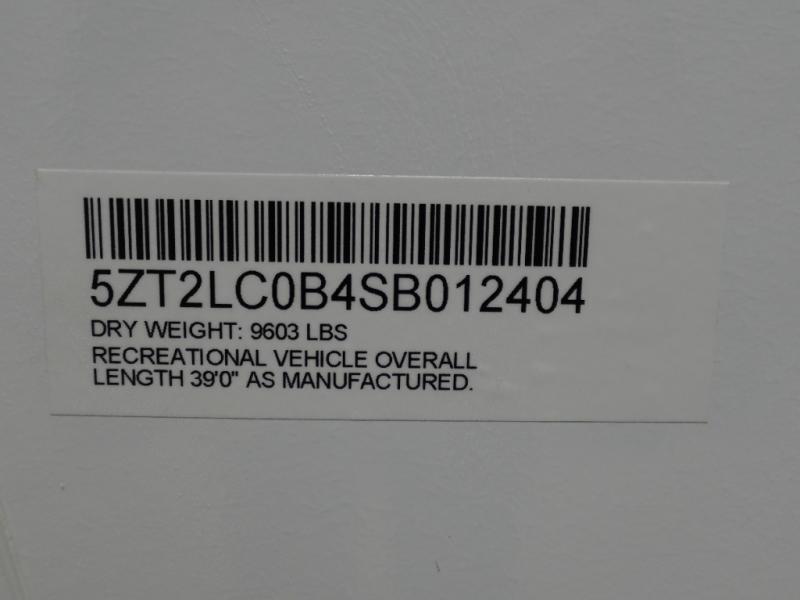 5ZT2LC0B4SB012404
DRY WEIGHT: 9603 LBS
RECREATIONAL VEHICLE OVERALL
LENGTH 39'0" AS MANUFACTURED.